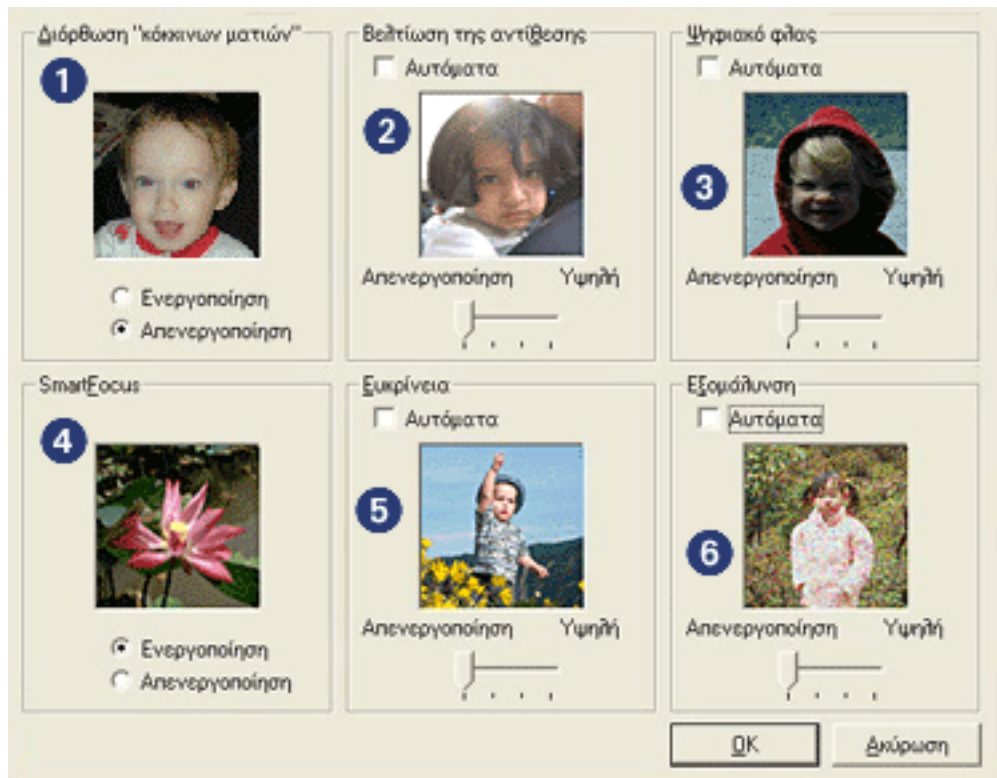 Διόρθωση "κόκκινων ματιών"
1
Ενεργοποίηση
Απενεργοποίηση
Βελτίωση της αντίθεσης
Αυτόματα
2
Απενεργοποίηση Υψηλή
Ψηφιακό φλας
Αυτόματα
3
Απενεργοποίηση Υψηλή
SmartFocus
4
Ενεργοποίηση
Απενεργοποίηση
Ευκρίνεια
Αυτόματα
5
Απενεργοποίηση Υψηλή
Εξομάλυνση
Αυτόματα
6
Απενεργοποίηση Υψηλή
OK
Ακύρωση